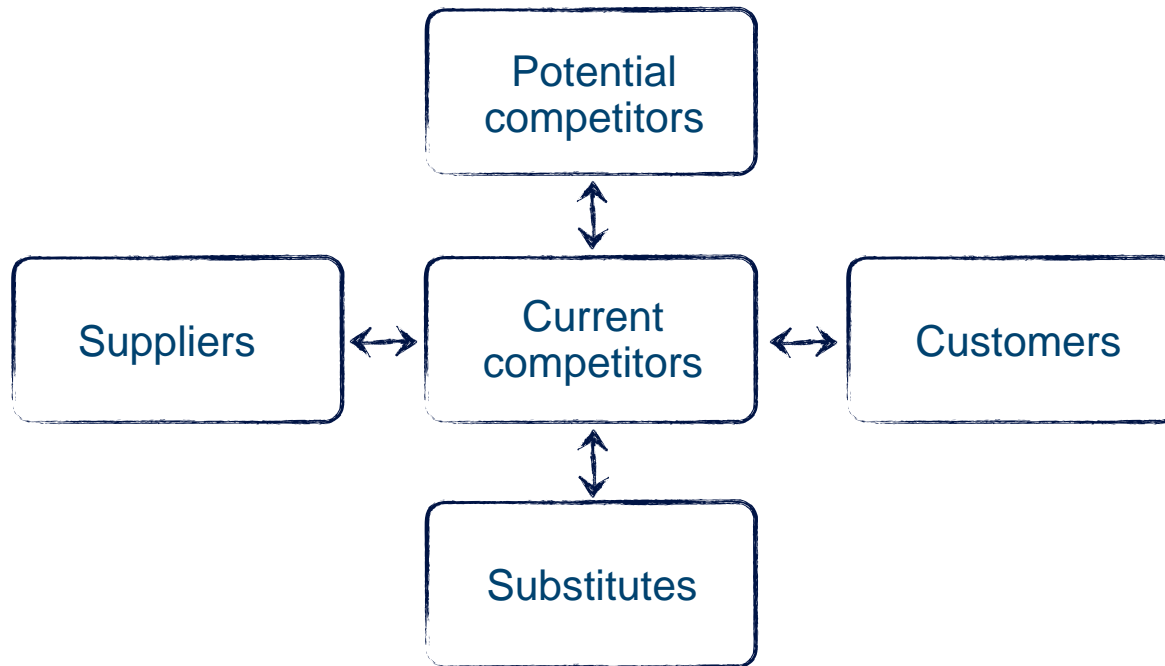 Potential
competitors
Suppliers
Current
competitors
Customers
Substitutes